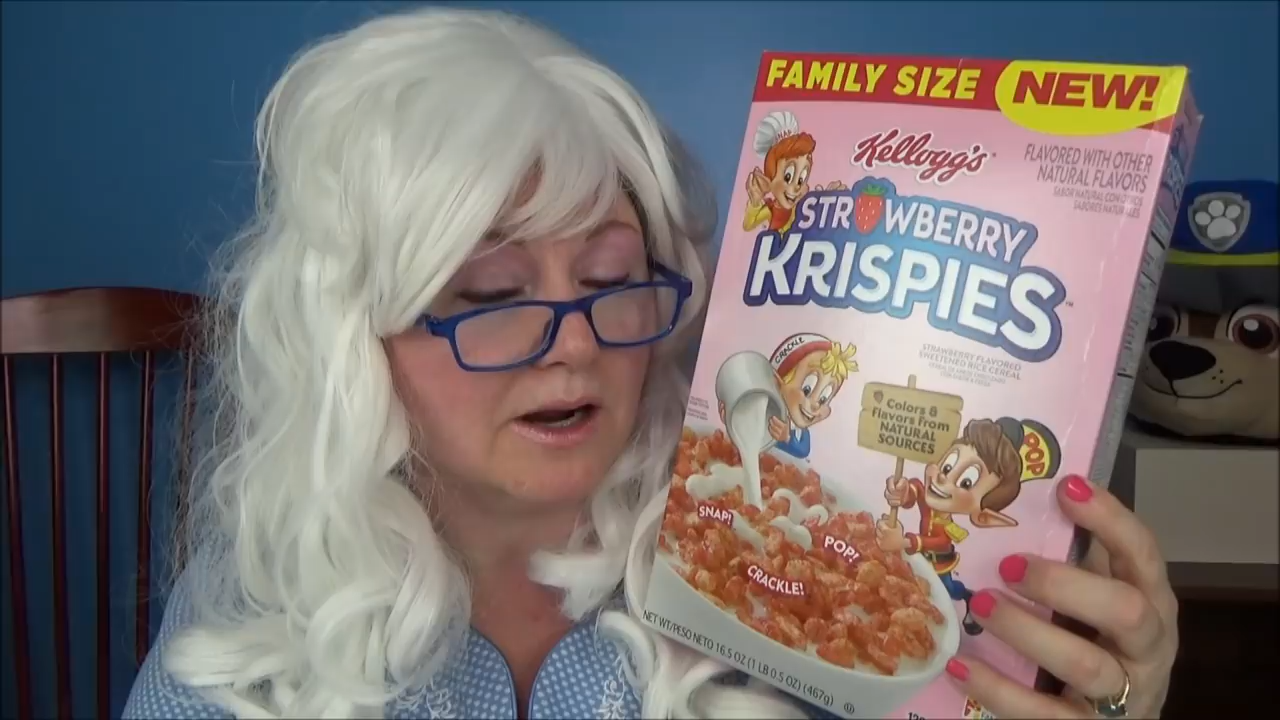 FAMILY SIZE
NEW!
SNAP
Kellogg's
FLAVORED WITH OTHER
NATURAL FLAVORS
STRAWBERRY
KRISPIES
STRAWBERRY FLAVORED
SWEETENED RICE CEREAL
CRACKLE
Colors &
Flavors from
NATURAL
SOURCES
POP
SNAP!
POP!
CRACKLE!
NET WT/PESO NETO 16.5 OZ (1 LB 0.5 OZ) (467g)